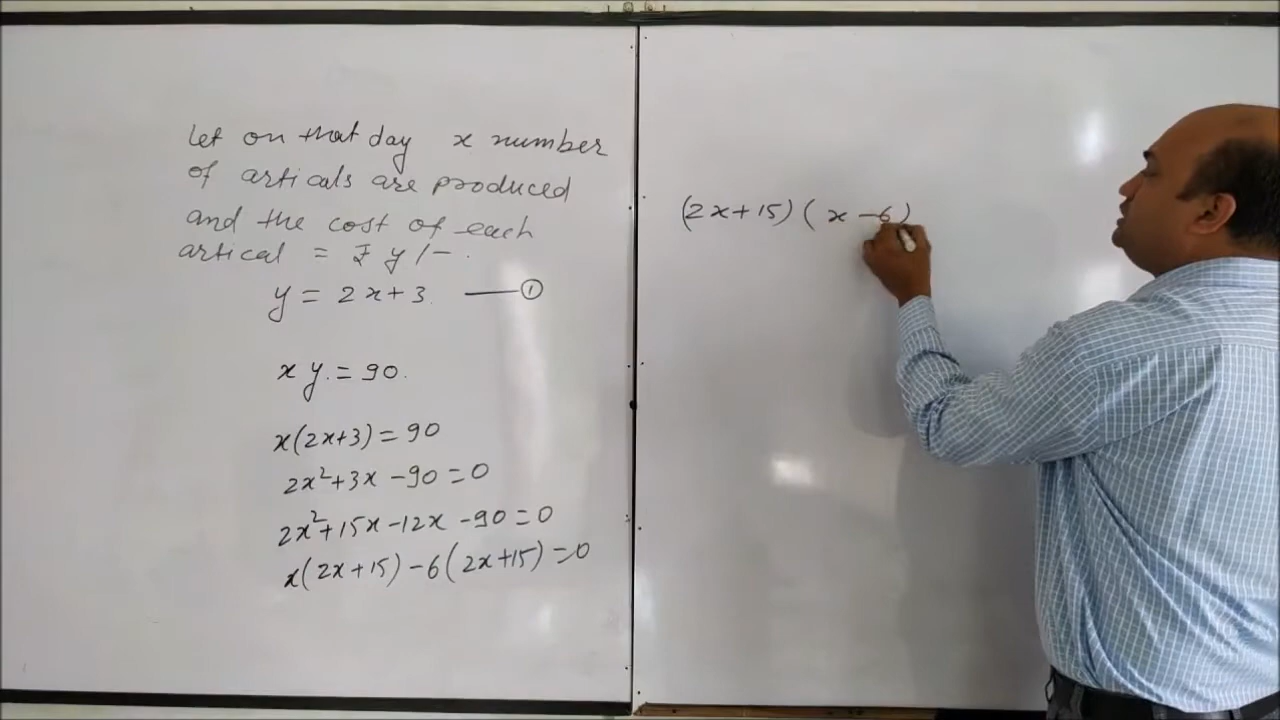 let on that day x number
of articals are produced
and the cost of each
artical = ₹ y/-.
y = 2x+3. ——①
xy. = 90.
x(2x+3) = 90
2x²+3x -90 = 0
2x²+15x-12x -90 = 0
x(2x+15) -6(2x+15) = 0
(2x+15) (x-6)